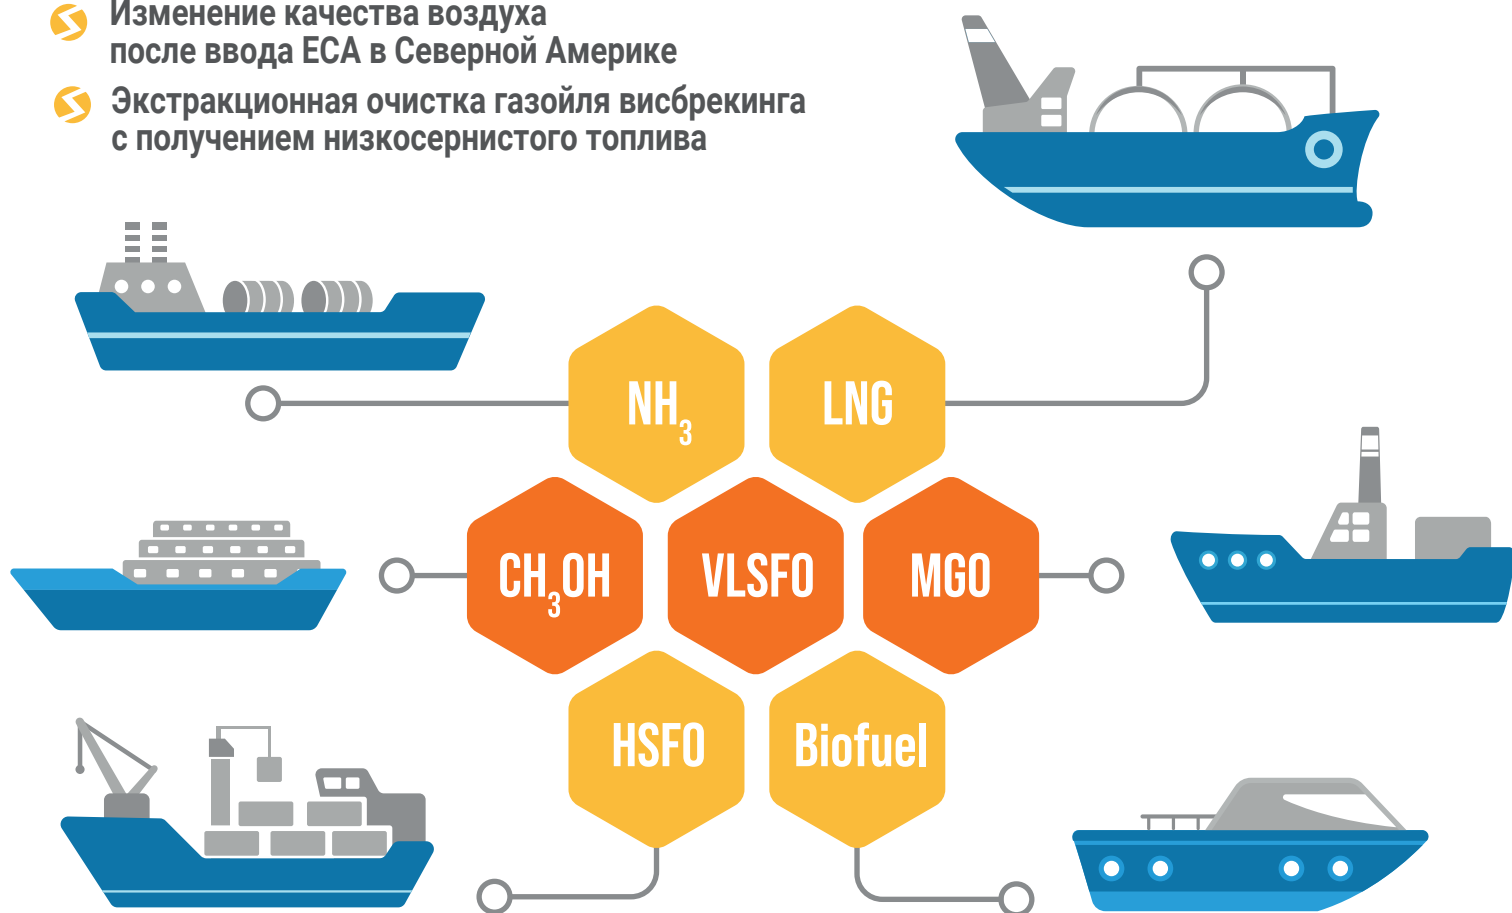 Изменение качества воздуха
после ввода ECA в Северной Америке
Экстракционная очистка газойля висбрекинга
с получением низкосернистого топлива
NH3
LNG
CH3OH
VLSFO
MGO
HSFO
Biofuel